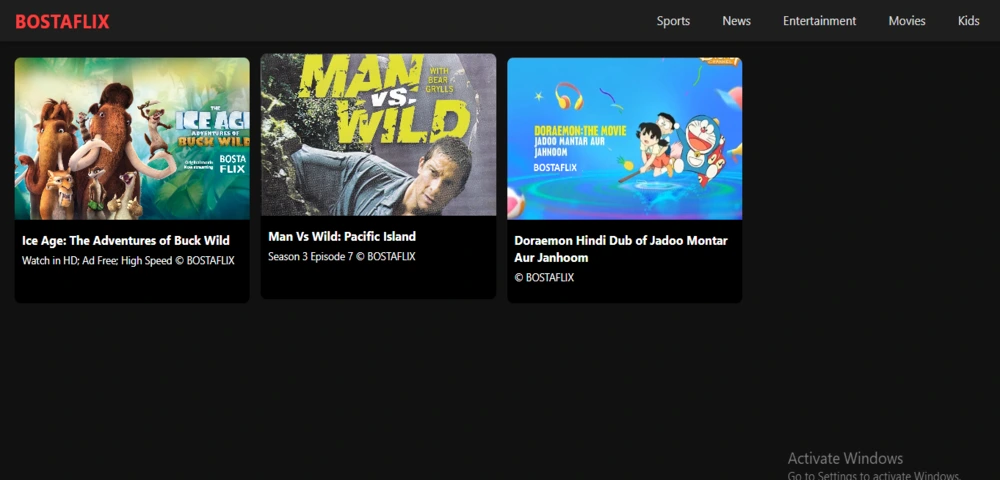 BOSTAFLIX
Sports News Entertainment Movies Kids
THE
ICE AGE
ADVENTURES OF
BUCK WILD
BOSTA
FLIX
Ice Age: The Adventures of Buck Wild
Watch in HD; Ad Free; High Speed © BOSTAFLIX
MAN
WITH
BEAR
GRYLLS
VS.
WILD
Man Vs Wild: Pacific Island
Season 3 Episode 7 © BOSTAFLIX
DORAEMON:THE MOVIE
JADOO MANTAR AUR
JAHNOOM
BOSTAFLIX
Doraemon Hindi Dub of Jadoo Montar
Aur Janhoom
© BOSTAFLIX
Activate Windows
Go to Settings to activate Windows.